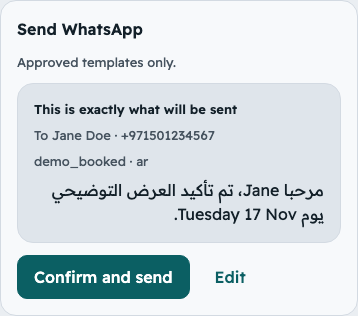 Send WhatsApp
Approved templates only.
This is exactly what will be sent
To Jane Doe · +971501234567
demo_booked · ar
مرحبا Jane، تم تأكيد العرض التوضيحي
يوم Tuesday 17 Nov.
Confirm and send
Edit